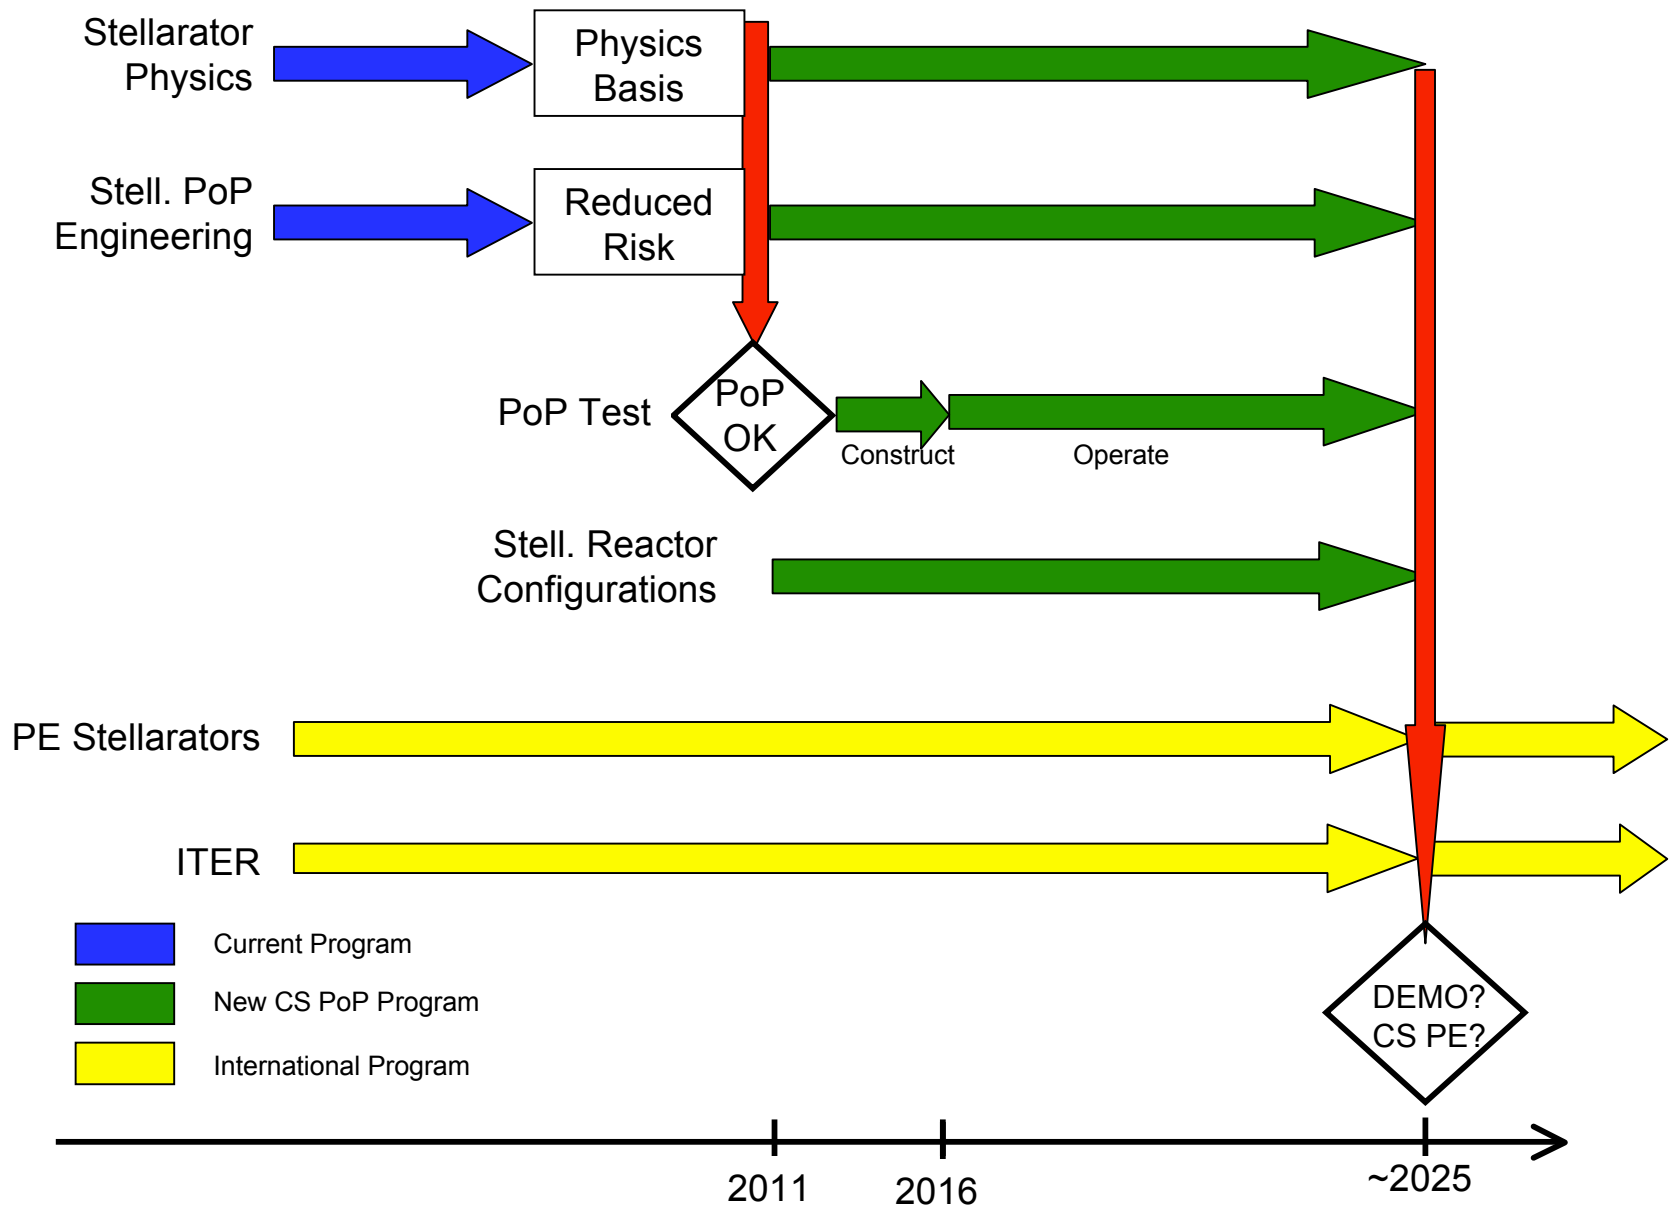 Stellarator
Physics
Physics
Basis
Stell. PoP
Engineering
Reduced
Risk
PoP Test
PoP
OK
Construct
Operate
Stell. Reactor
Configurations
PE Stellarators
ITER
Current Program
New CS PoP Program
International Program
DEMO?
CS PE?
2011
2016
~2025